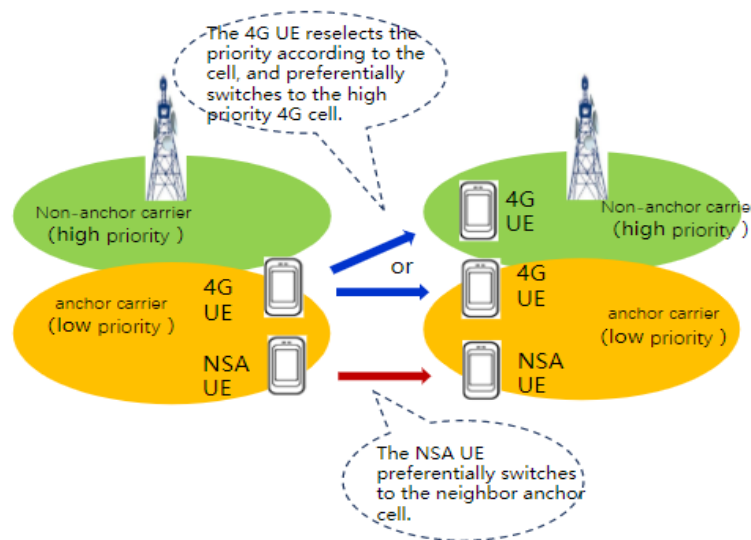 The 4G UE reselects the
priority according to the
cell, and preferentially
switches to the high
priority 4G cell.
Non-anchor carrier
(high priority )
4G
UE
Non-anchor carrie
(high priority )
or
anchor carrier
(low priority )
4G
UE
4G
UE
anchor carrier
(low priority )
NSA
UE
NSA
UE
The NSA UE
preferentially switches
to the neighbor anchor
cell.